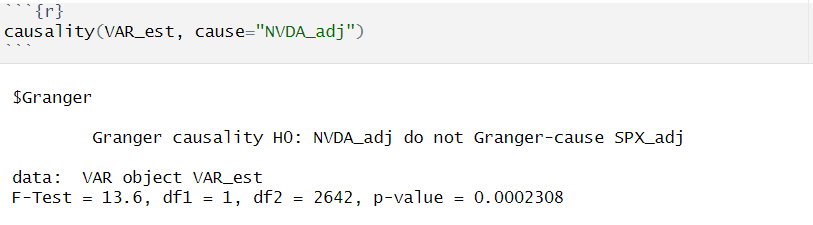 ```{r}
causality(VAR_est, cause="NVDA_adj")
```
$Granger
Granger causality H0: NVDA_adj do not Granger-cause SPX_adj
data:  VAR object VAR_est
F-Test = 13.6, df1 = 1, df2 = 2642, p-value = 0.0002308